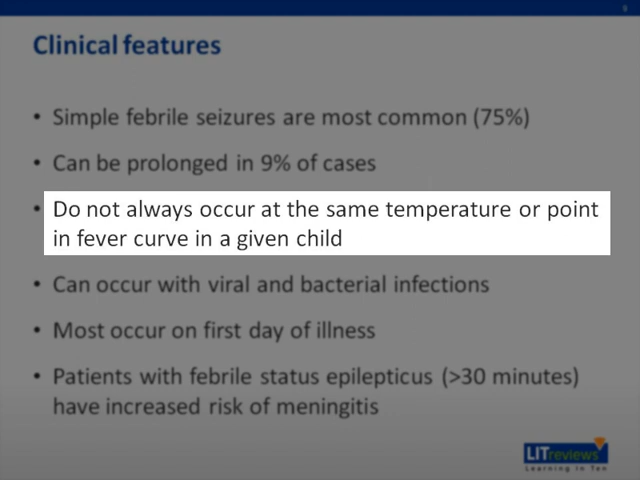 9
Clinical features
• Simple febrile seizures are most common (75%)
• Can be prolonged in 9% of cases
• Do not always occur at the same temperature or point
in fever curve in a given child
• Can occur with viral and bacterial infections
• Most occur on first day of illness
• Patients with febrile status epilepticus (>30 minutes)
have increased risk of meningitis
LITreviews
Learning In Ten